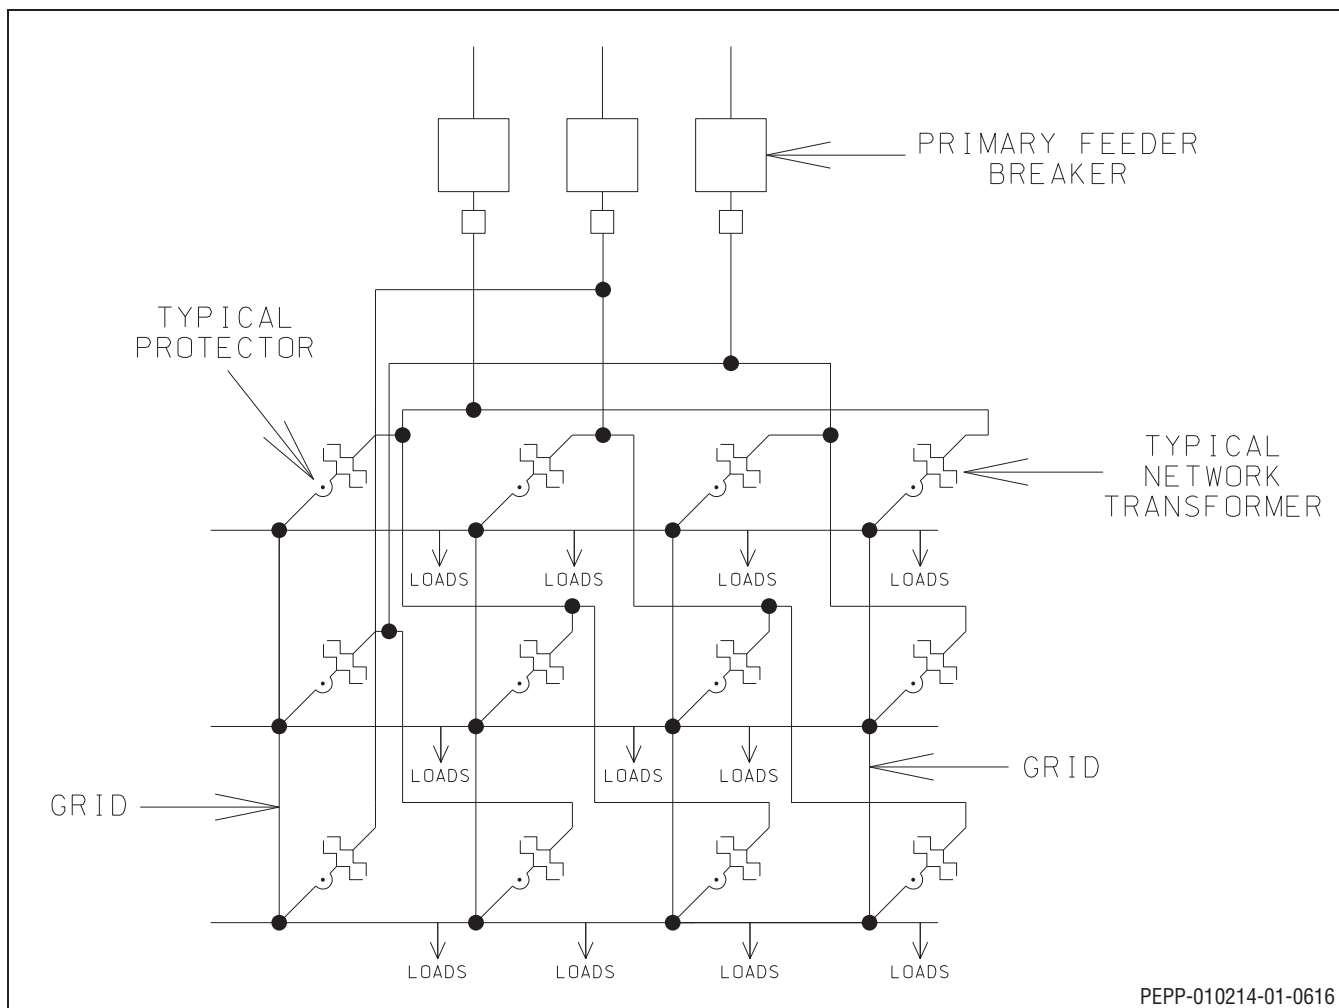 PRIMARY FEEDER
BREAKER
TYPICAL
PROTECTOR
TYPICAL
NETWORK
TRANSFORMER
LOADS
LOADS
LOADS
LOADS
LOADS
LOADS
LOADS
GRID
GRID
LOADS
LOADS
LOADS
LOADS
PEPP-010214-01-0616